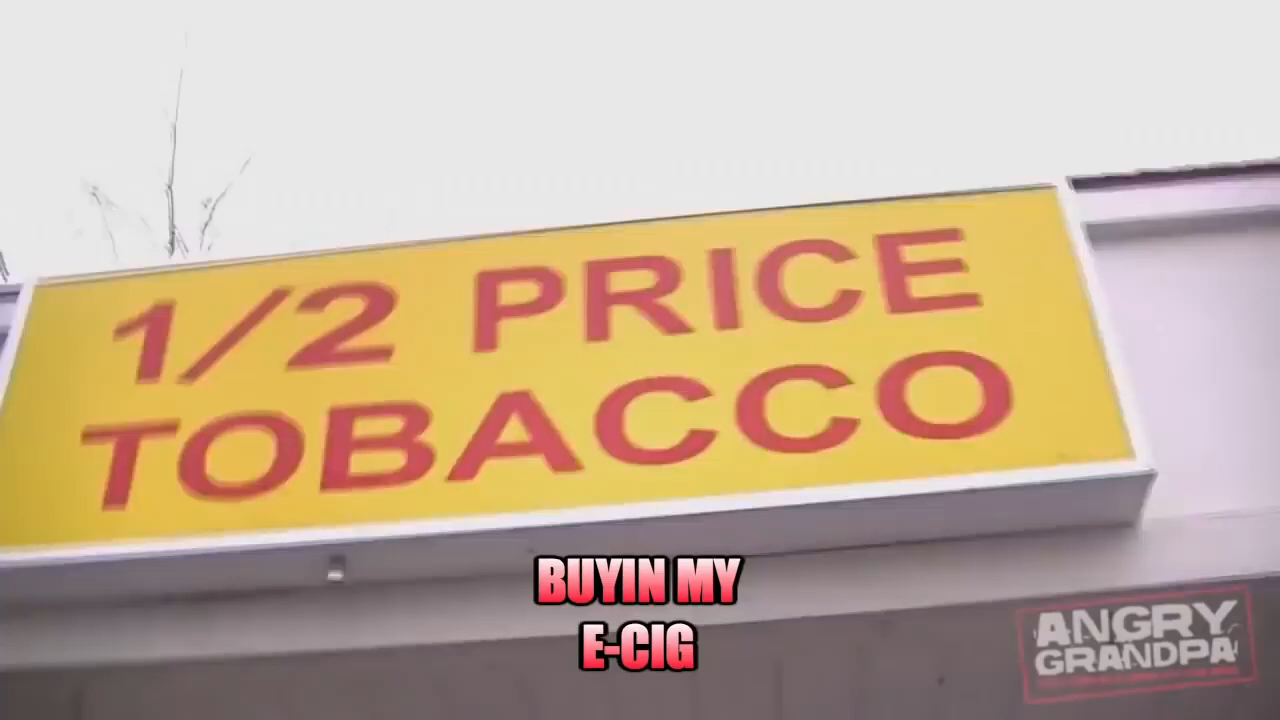 1/2 PRICE
TOBACCO
BUYIN MY
E-CIG
ANGRY
GRANDPA